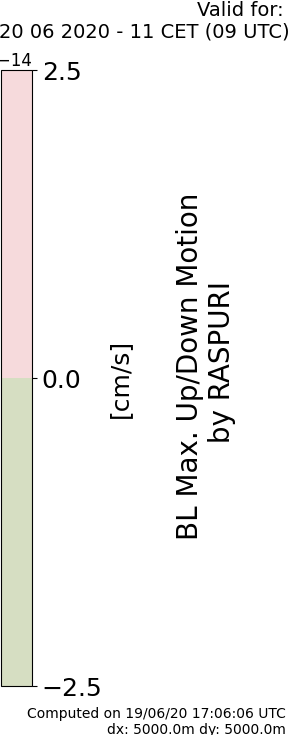 Valid for:
20 06 2020 - 11 CET (09 UTC)
−14
2.5
0.0
−2.5
[cm/s]
BL Max. Up/Down Motion
by RASPURI
Computed on 19/06/20 17:06:06 UTC
dx: 5000.0m dy: 5000.0m